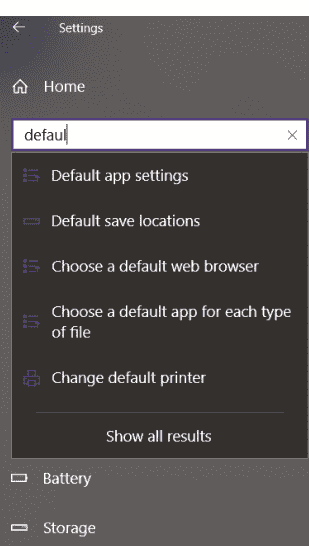 Settings
Home
defaul
Default app settings
Default save locations
Choose a default web browser
Choose a default app for each type
of file
Change default printer
Show all results
Battery
Storage